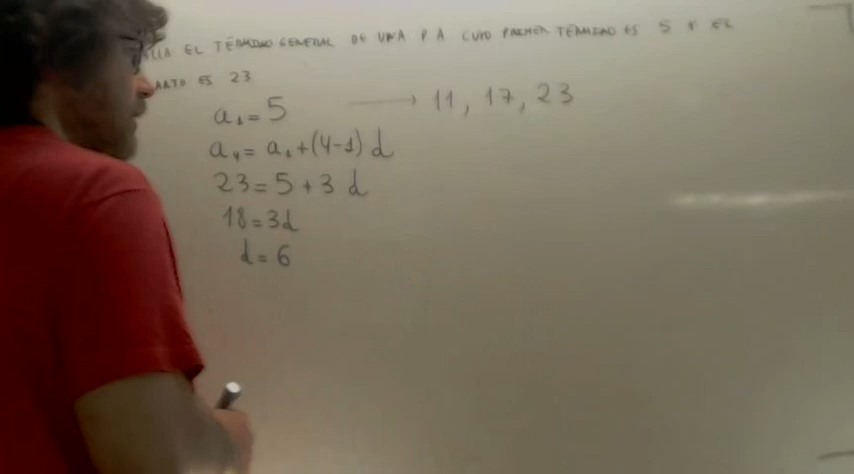 EL TÉRMINO GENERAL DE UNA P A CUYO PRIMER TÉRMINO ES 5 Y EL
ARTO ES 23
a₁ = 5 ⟶ 11, 17, 23
a₄ = a₁ + (4-1) d
23 = 5 + 3 d
18 = 3d
d = 6